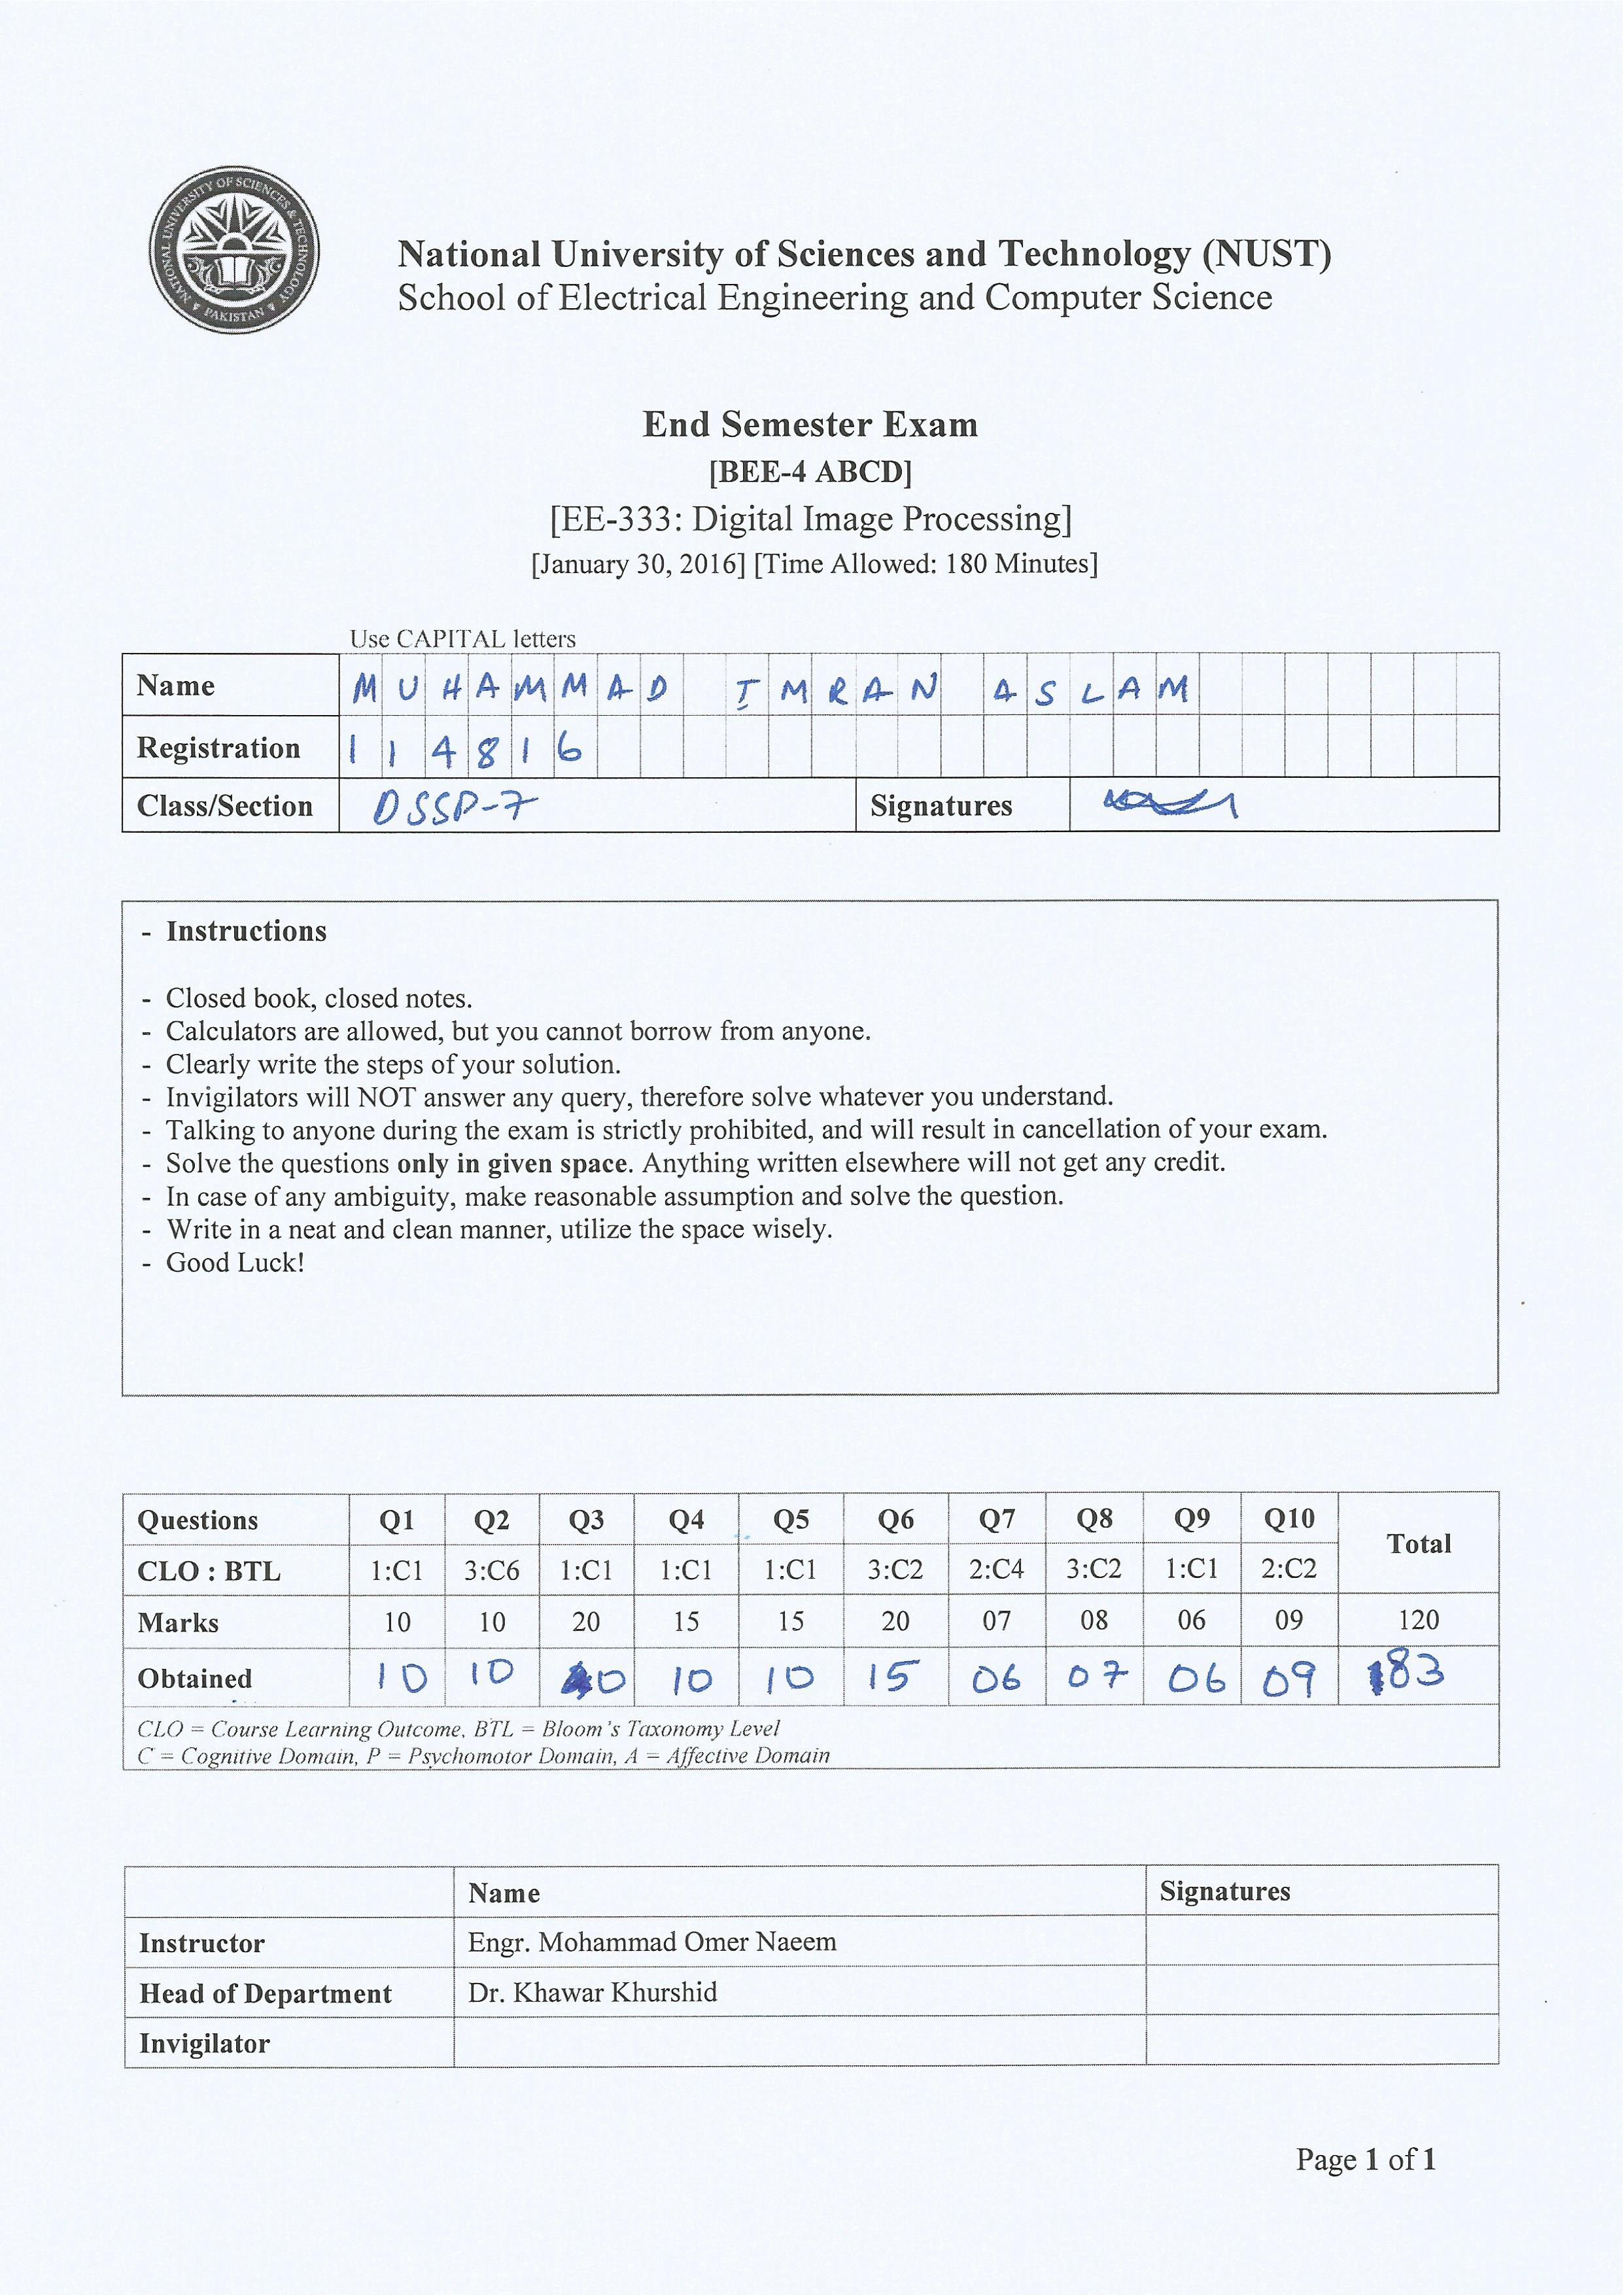 NATIONAL UNIVERSITY OF SCIENCES & TECHNOLOGY
PAKISTAN
National University of Sciences and Technology (NUST)
School of Electrical Engineering and Computer Science
End Semester Exam
[BEE-4 ABCD]
[EE-333: Digital Image Processing]
[January 30, 2016] [Time Allowed: 180 Minutes]
Use CAPITAL letters
Name MUHAMMAD IMRAN ASLAM
Registration 114816
Class/Section DSSP-7 Signatures
- Instructions
- Closed book, closed notes.
- Calculators are allowed, but you cannot borrow from anyone.
- Clearly write the steps of your solution.
- Invigilators will NOT answer any query, therefore solve whatever you understand.
- Talking to anyone during the exam is strictly prohibited, and will result in cancellation of your exam.
- Solve the questions only in given space. Anything written elsewhere will not get any credit.
- In case of any ambiguity, make reasonable assumption and solve the question.
- Write in a neat and clean manner, utilize the space wisely.
- Good Luck!
Questions Q1 Q2 Q3 Q4 Q5 Q6 Q7 Q8 Q9 Q10 Total
CLO : BTL 1:C1 3:C6 1:C1 1:C1 1:C1 3:C2 2:C4 3:C2 1:C1 2:C2
Marks 10 10 20 15 15 20 07 08 06 09 120
Obtained 10 10 0 10 10 15 06 07 06 09 83
CLO = Course Learning Outcome, BTL = Bloom's Taxonomy Level
C = Cognitive Domain, P = Psychomotor Domain, A = Affective Domain
Name Signatures
Instructor Engr. Mohammad Omer Naeem
Head of Department Dr. Khawar Khurshid
Invigilator
Page 1 of 1